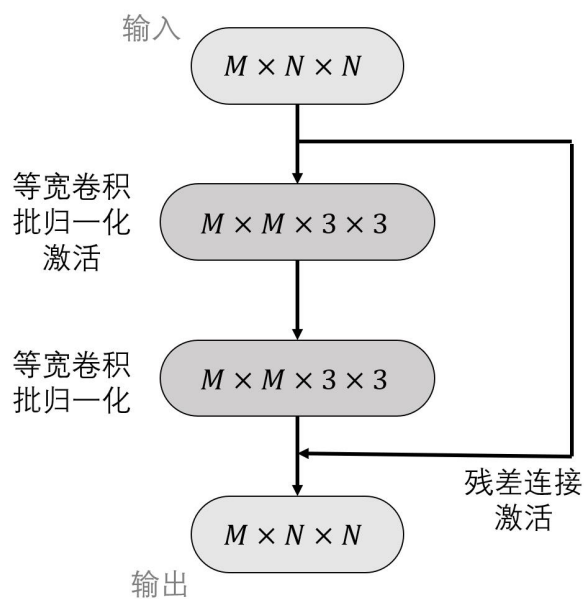 输入
M × N × N
等宽卷积
批归一化
激活
M × M × 3 × 3
等宽卷积
批归一化
M × M × 3 × 3
残差连接
激活
M × N × N
输出